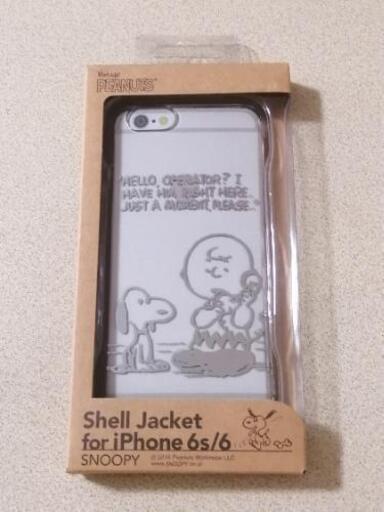 Vintage
PEANUTS
"HELLO, OPERATOR? I
HAVE HIM RIGHT HERE..
JUST A MOMENT, PLEASE.."
Shell Jacket
for iPhone 6s/6
SNOOPY
© 2016 Peanuts Worldwide LLC
www.SNOOPY.co.jp